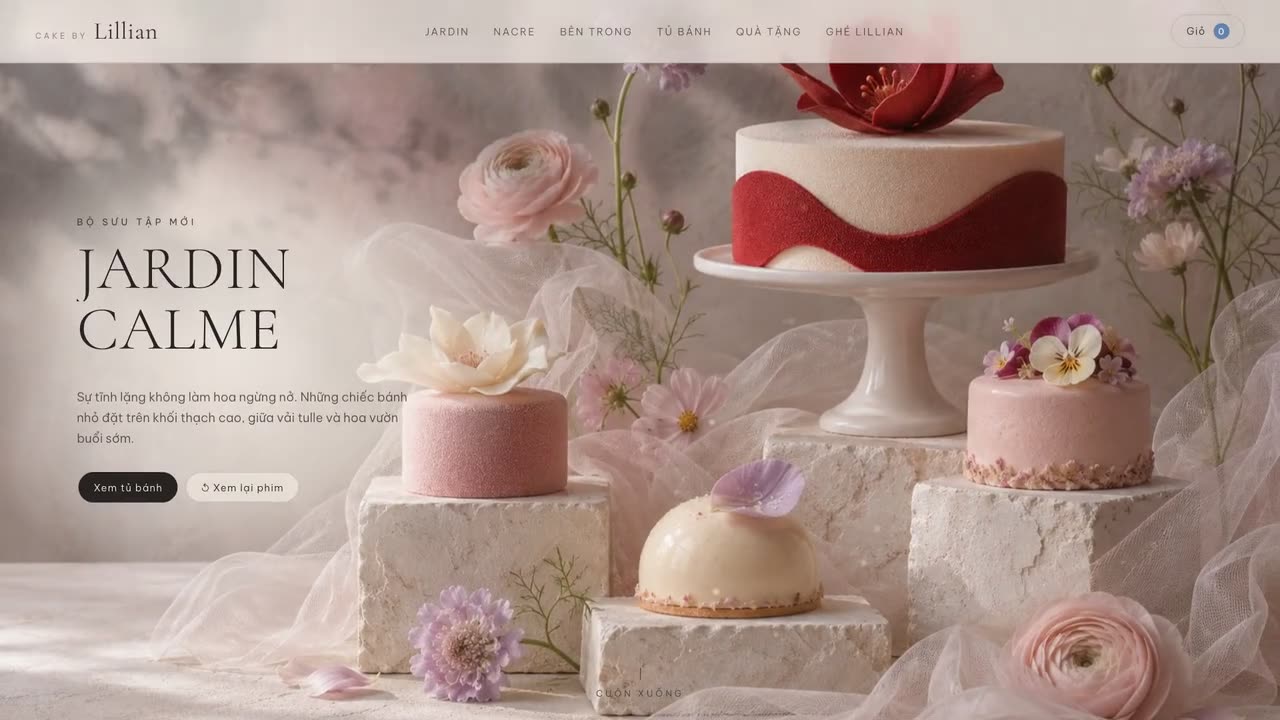 CAKE BY Lillian
JARDIN
NACRE
BÊN TRONG
TỦ BÁNH
QUÀ TẶNG
GHÉ LILLIAN
Giỏ 0
BỘ SƯU TẬP MỚI
JARDIN
CALME
Sự tĩnh lặng không làm hoa ngừng nở. Những chiếc bánh
nhỏ đặt trên khối thạch cao, giữa vải tulle và hoa vườn
buổi sớm.
Xem tủ bánh
↺ Xem lại phim
CUỘN XUỐNG